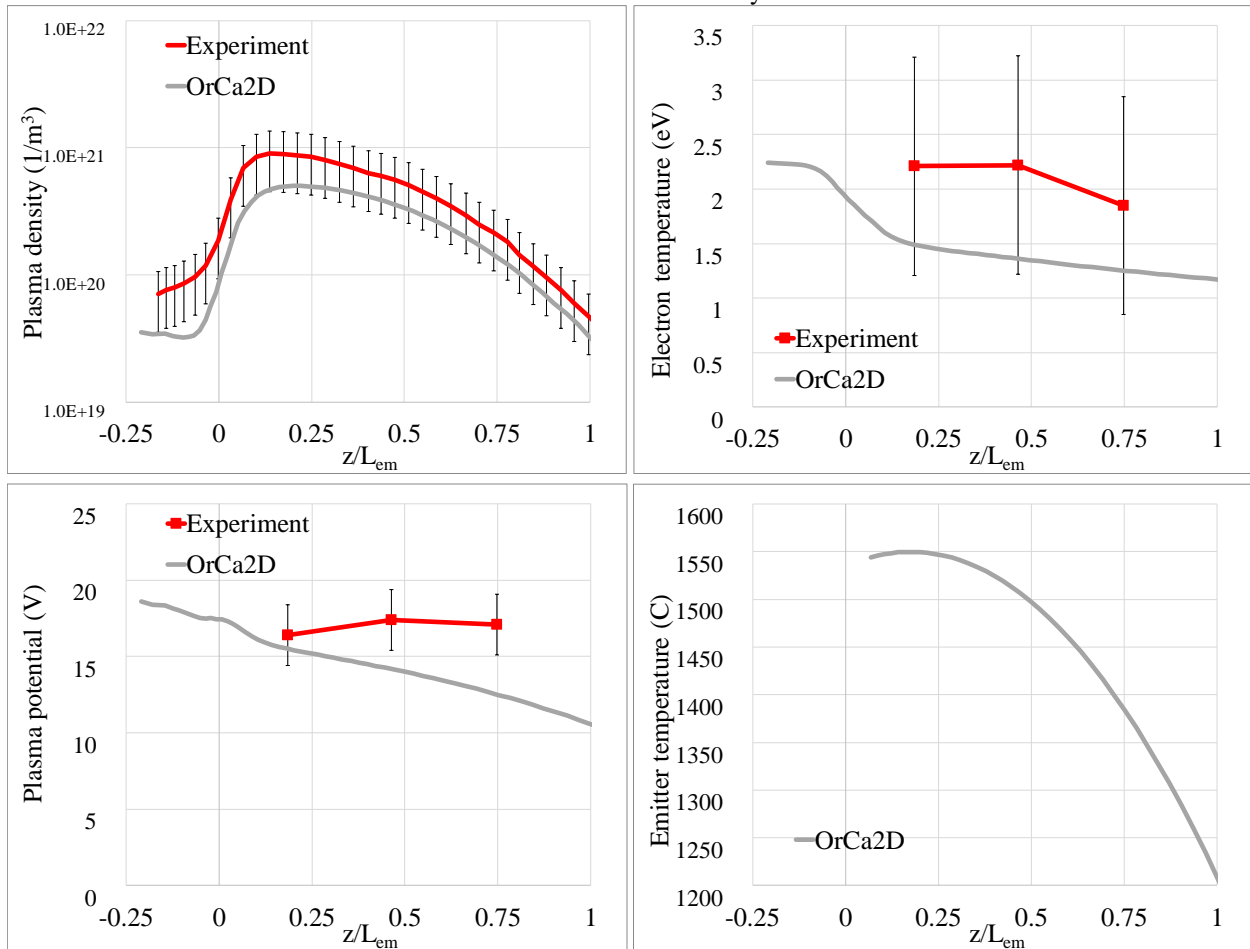 y
1.0E+22
1.0E+21
1.0E+20
1.0E+19
Plasma density (1/m³)
Experiment
OrCa2D
-0.25 0 0.25 0.5 0.75 1
z/Lem
3.5
3
2.5
2
1.5
1
0.5
0
Electron temperature (eV)
Experiment
OrCa2D
-0.25 0 0.25 0.5 0.75 1
z/Lem
25
20
15
10
5
0
Plasma potential (V)
Experiment
OrCa2D
-0.25 0 0.25 0.5 0.75 1
z/Lem
1600
1550
1500
1450
1400
1350
1300
1250
1200
Emitter temperature (C)
OrCa2D
-0.25 0 0.25 0.5 0.75 1
z/Lem